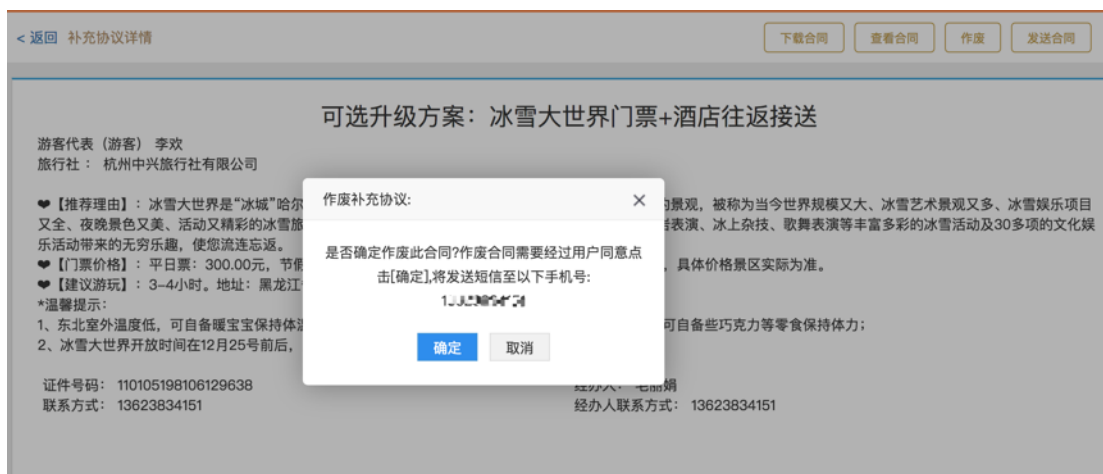 < 返回 补充协议详情
下载合同 查看合同 作废 发送合同
可选升级方案：冰雪大世界门票+酒店往返接送
游客代表（游客） 李欢
旅行社： 杭州中兴旅行社有限公司
❤【推荐理由】：冰雪大世界是“冰城”哈尔 的景观，被称为当今世界规模又大、冰雪艺术景观又多、冰雪娱乐项目
又全、夜晚景色又美、活动又精彩的冰雪旅 表演、冰上杂技、歌舞表演等丰富多彩的冰雪活动及30多项的文化娱
乐活动带来的无穷乐趣，使您流连忘返。
❤【门票价格】：平日票：300.00元，节假 ，具体价格景区实际为准。
❤【建议游玩】：3-4小时。地址：黑龙江
*温馨提示：
1、东北室外温度低，可自备暖宝宝保持体温 可自备些巧克力等零食保持体力；
2、冰雪大世界开放时间在12月25号前后，
证件号码： 110105198106129638 经办人： 毛丽娟
联系方式： 13623834151 经办人联系方式： 13623834151
作废补充协议: ×
是否确定作废此合同?作废合同需要经过用户同意点
击[确定],将发送短信至以下手机号:
确定 取消